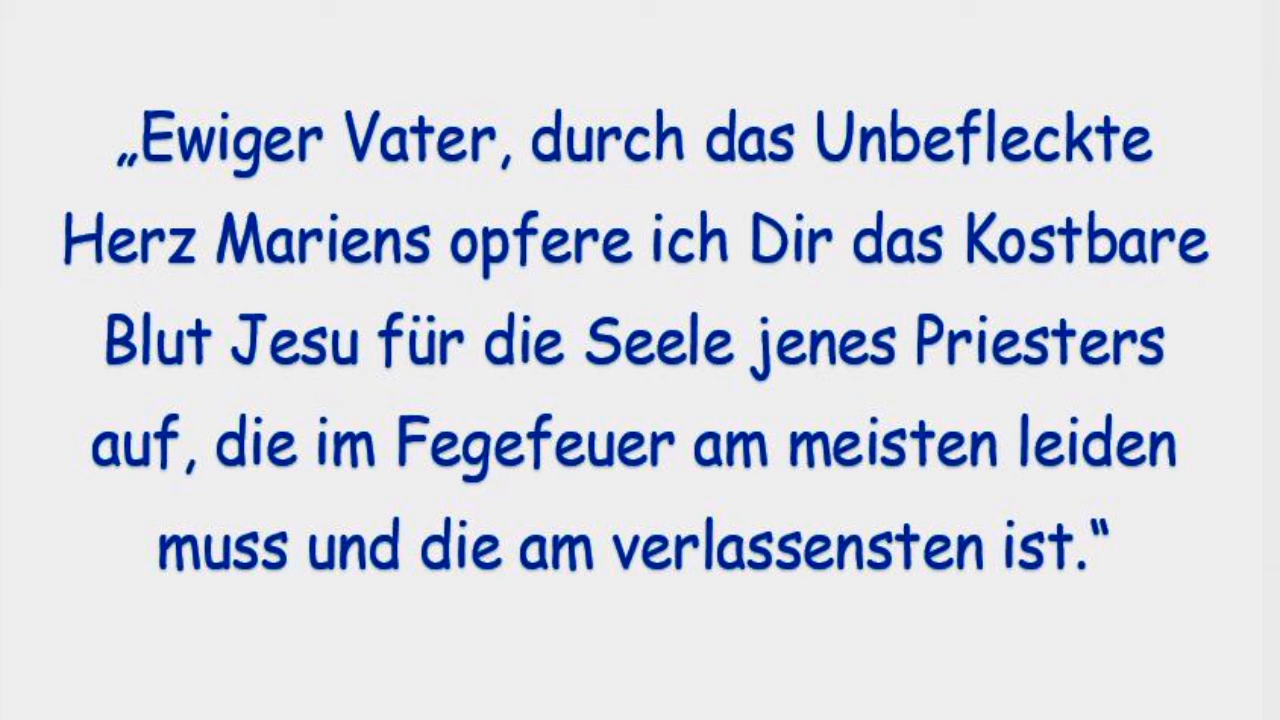 „Ewiger Vater, durch das Unbefleckte
Herz Mariens opfere ich Dir das Kostbare
Blut Jesu für die Seele jenes Priesters
auf, die im Fegefeuer am meisten leiden
muss und die am verlassensten ist.“